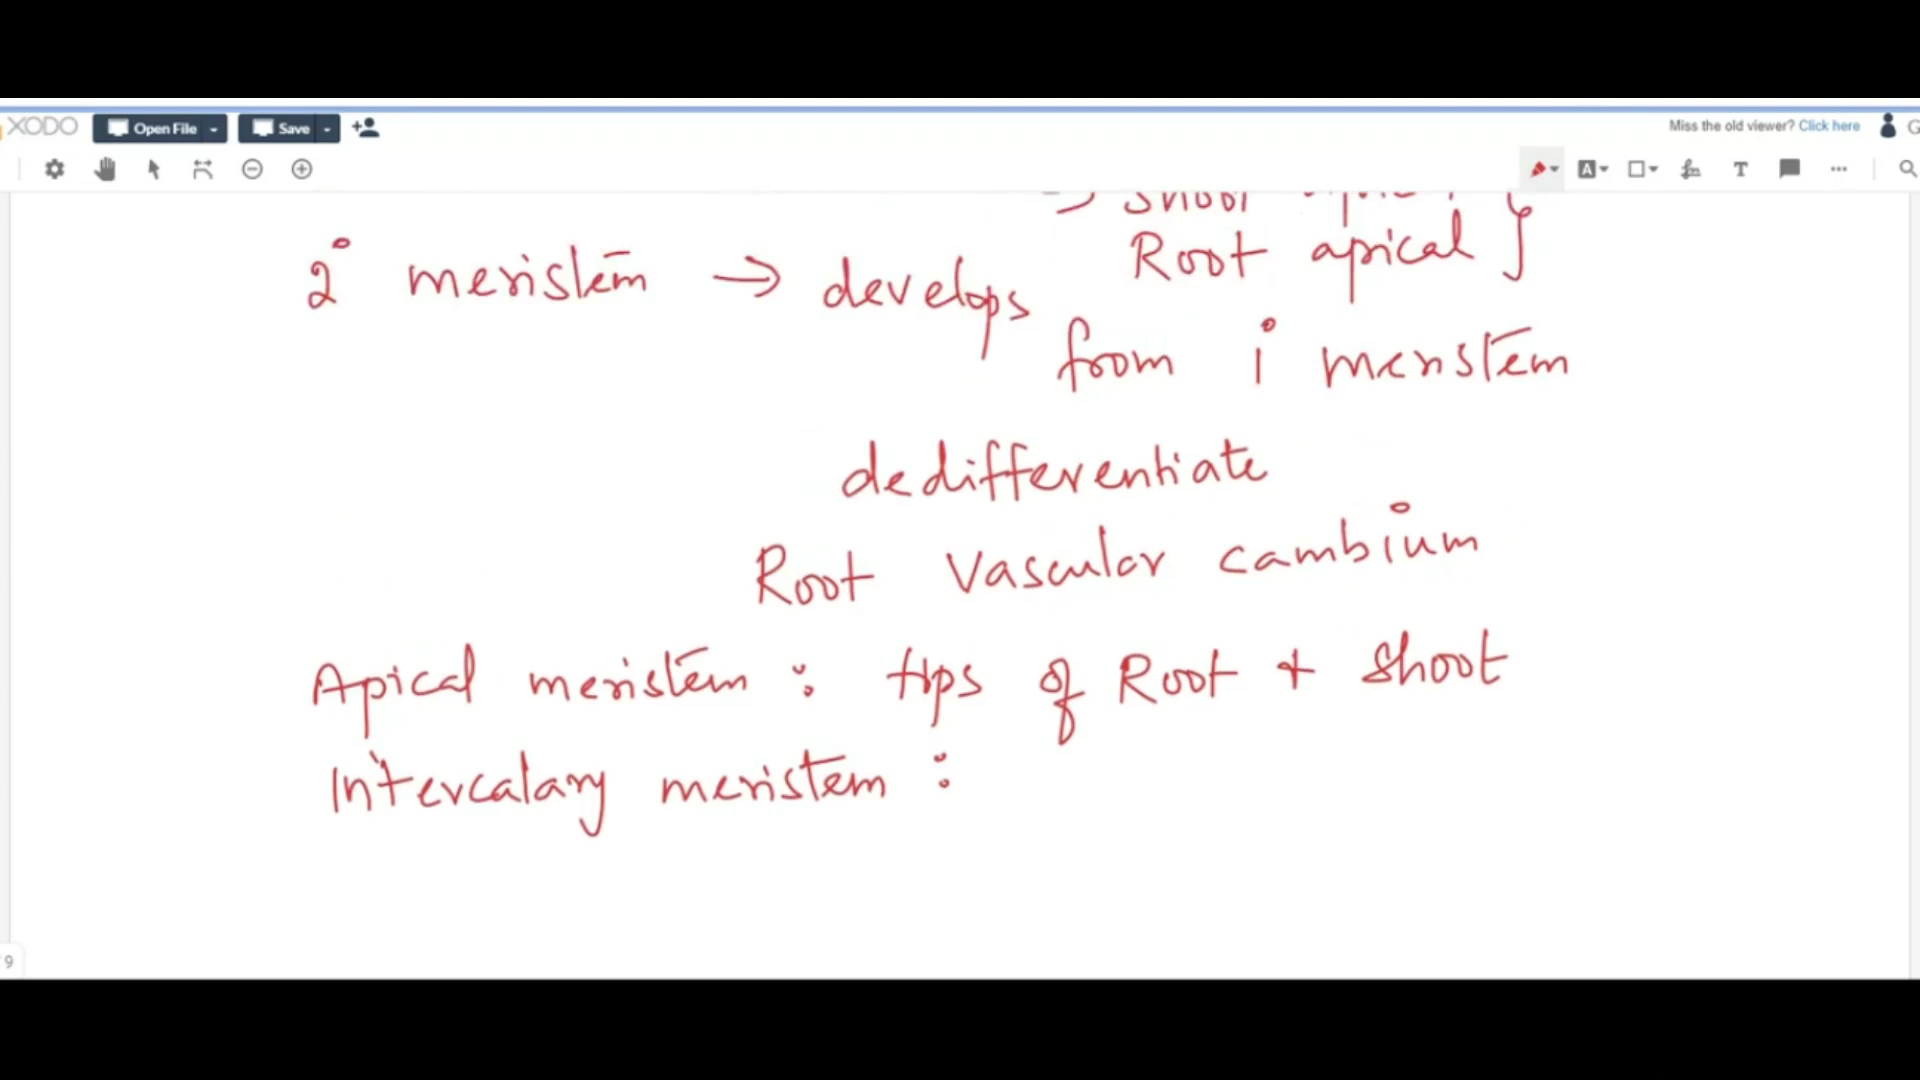 XODO Open File Save Miss the old viewer? Click here G
A T ...
shoot
Root apical }
2° meristem → develops
from 1° meristem
dedifferentiate
Root vascular cambium
Apical meristem : tips of Root + shoot
Intercalary meristem :
9